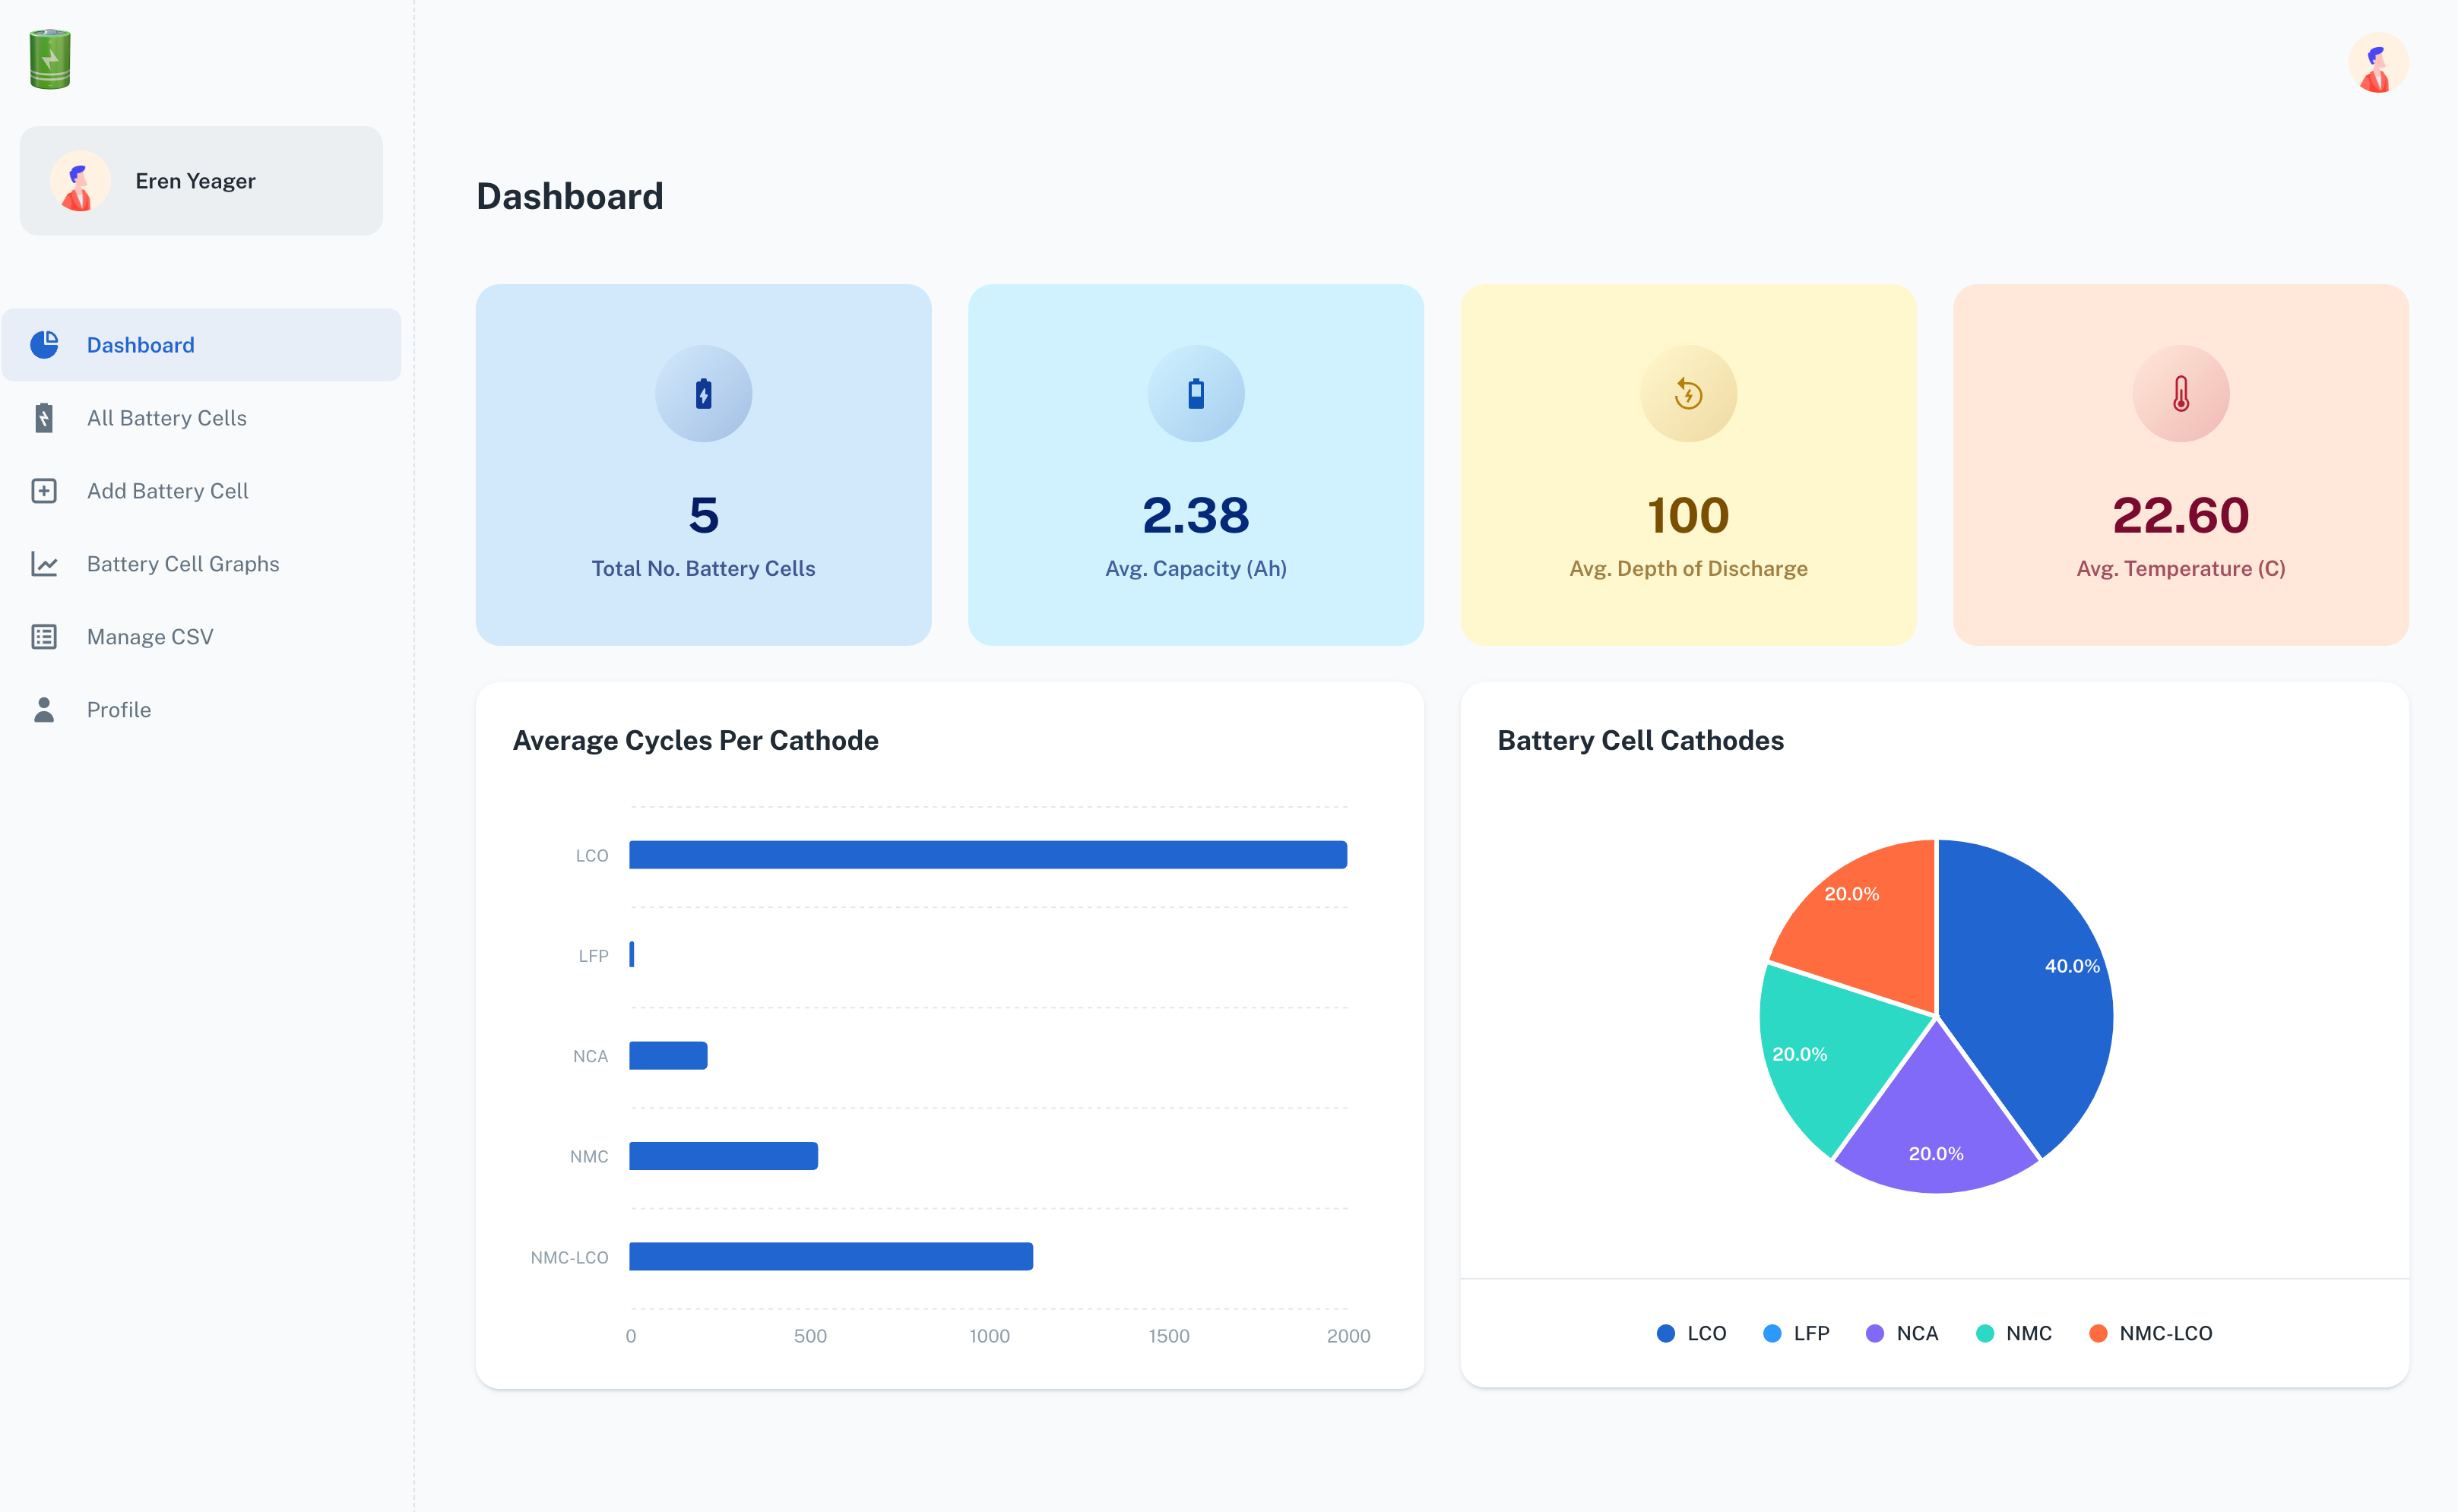 Eren Yeager
Dashboard
All Battery Cells
Add Battery Cell
Battery Cell Graphs
Manage CSV
Profile
Dashboard
5
Total No. Battery Cells
2.38
Avg. Capacity (Ah)
100
Avg. Depth of Discharge
22.60
Avg. Temperature (C)
Average Cycles Per Cathode
LCO
LFP
NCA
NMC
NMC-LCO
0 500 1000 1500 2000
Battery Cell Cathodes
20.0%
40.0%
20.0%
20.0%
LCO LFP NCA NMC NMC-LCO